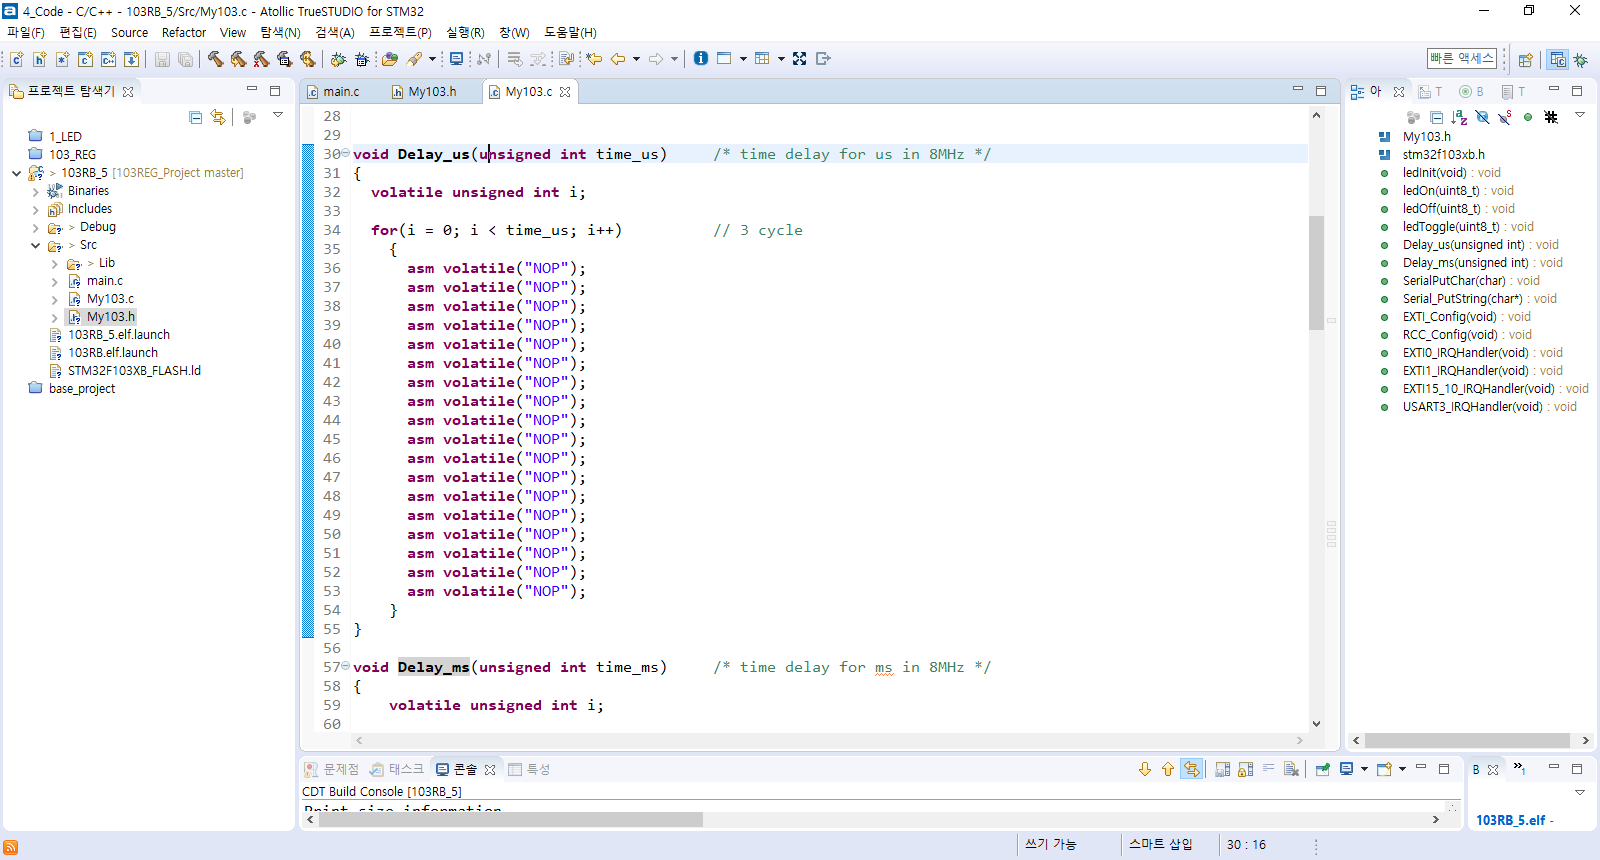 4_Code - C/C++ - 103RB_5/Src/My103.c - Atollic TrueSTUDIO for STM32
파일(F) 편집(E) Source Refactor View 탐색(N) 검색(A) 프로젝트(P) 실행(R) 창(W) 도움말(H)
빠른 액세스
프로젝트 탐색기
1_LED
103_REG
> 103RB_5 [103REG_Project master]
Binaries
Includes
> Debug
> Src
> Lib
main.c
My103.c
My103.h
103RB_5.elf.launch
103RB.elf.launch
STM32F103XB_FLASH.ld
base_project
main.c My103.h My103.c
28
29
30 void Delay_us(unsigned int time_us) /* time delay for us in 8MHz */
31 {
32 volatile unsigned int i;
33
34 for(i = 0; i < time_us; i++) // 3 cycle
35 {
36 asm volatile("NOP");
37 asm volatile("NOP");
38 asm volatile("NOP");
39 asm volatile("NOP");
40 asm volatile("NOP");
41 asm volatile("NOP");
42 asm volatile("NOP");
43 asm volatile("NOP");
44 asm volatile("NOP");
45 asm volatile("NOP");
46 asm volatile("NOP");
47 asm volatile("NOP");
48 asm volatile("NOP");
49 asm volatile("NOP");
50 asm volatile("NOP");
51 asm volatile("NOP");
52 asm volatile("NOP");
53 asm volatile("NOP");
54 }
55 }
56
57 void Delay_ms(unsigned int time_ms) /* time delay for ms in 8MHz */
58 {
59 volatile unsigned int i;
60
아 T B T
My103.h
stm32f103xb.h
ledInit(void) : void
ledOn(uint8_t) : void
ledOff(uint8_t) : void
ledToggle(uint8_t) : void
Delay_us(unsigned int) : void
Delay_ms(unsigned int) : void
SerialPutChar(char) : void
Serial_PutString(char*) : void
EXTI_Config(void) : void
RCC_Config(void) : void
EXTI0_IRQHandler(void) : void
EXTI1_IRQHandler(void) : void
EXTI15_10_IRQHandler(void) : void
USART3_IRQHandler(void) : void
문제점 태스크 콘솔 특성
CDT Build Console [103RB_5]
Print size information
B
103RB_5.elf -
쓰기 가능 스마트 삽입 30 : 16